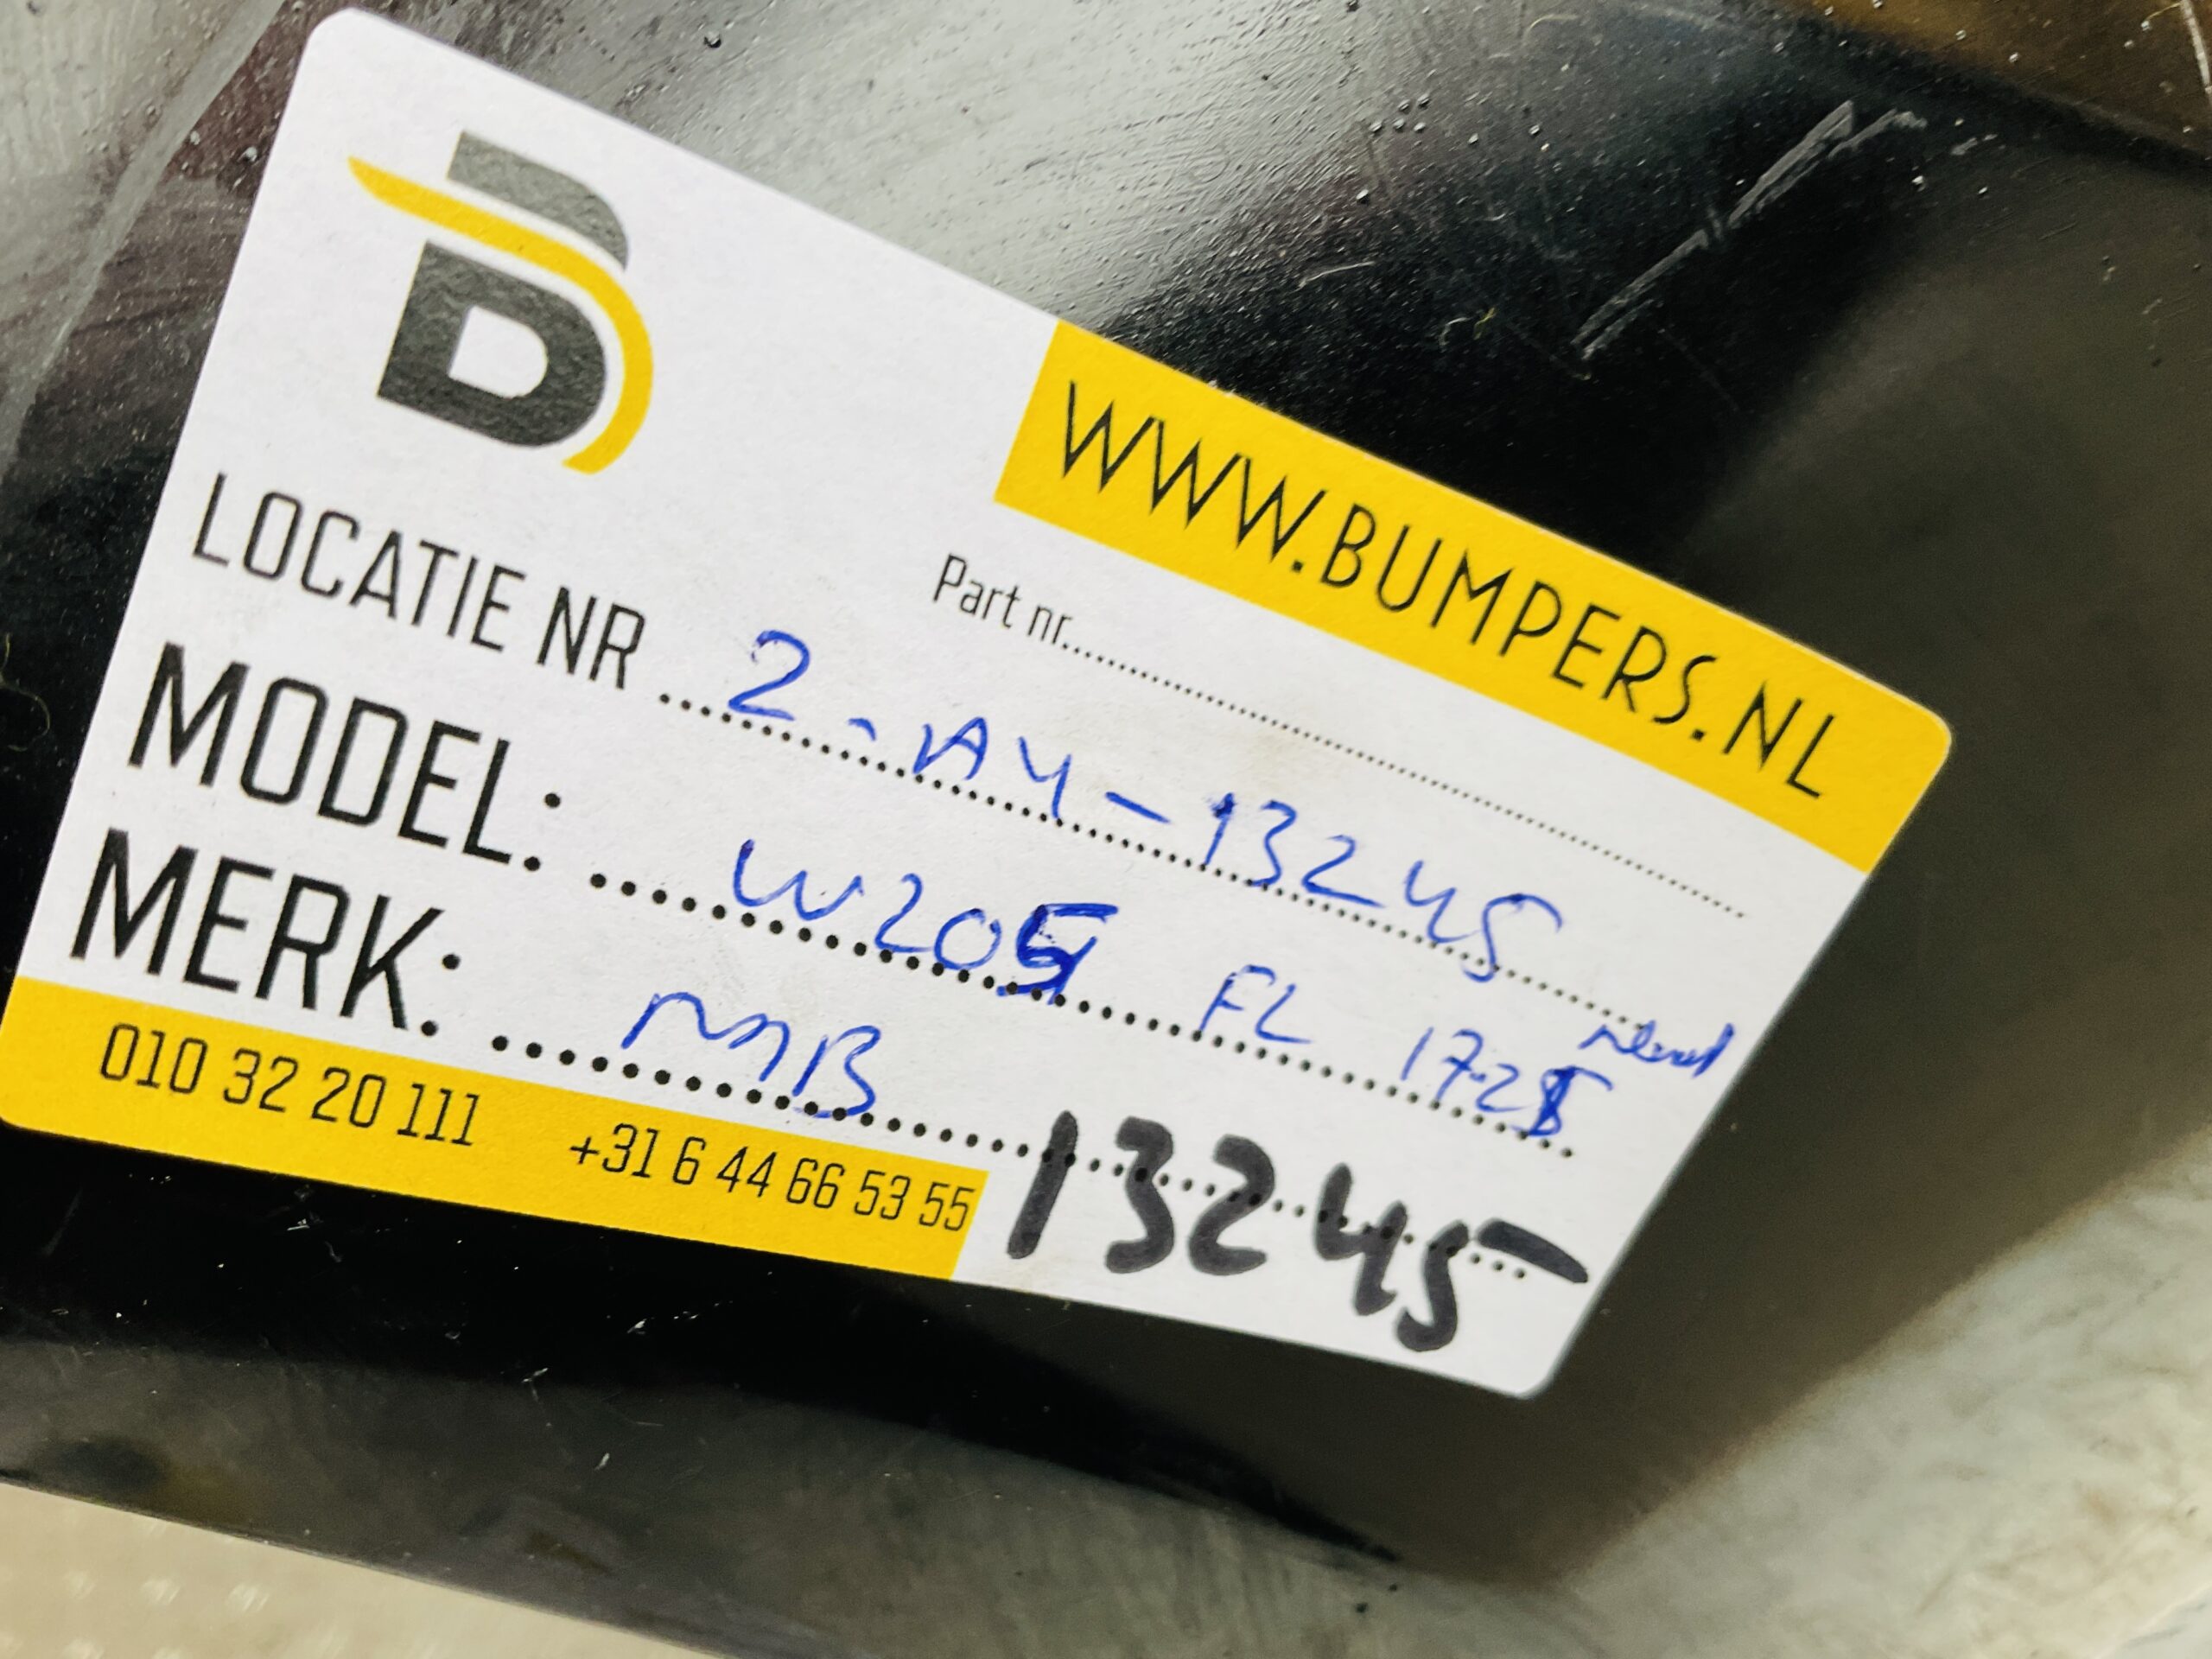 B
WWW.BUMPERS.NL
Part nr.......................................................
LOCATIE NR ... 2 - A4 - 13245
MODEL: .... W205 FL 17-25
MERK: .... MB
13245
010 32 20 111 +31 6 44 66 53 55